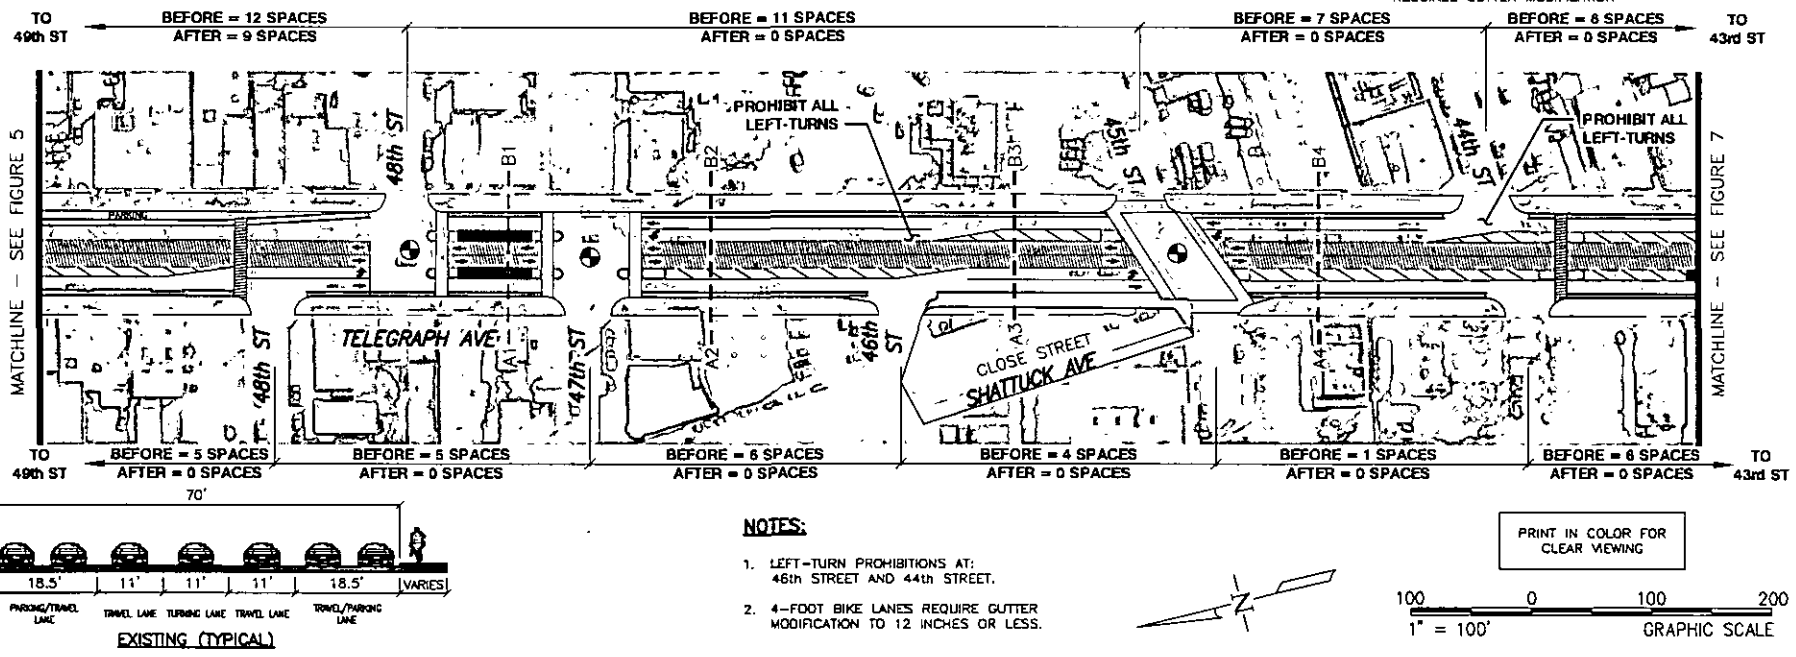 TO
49th ST
BEFORE = 12 SPACES
AFTER = 9 SPACES
BEFORE = 11 SPACES
AFTER = 0 SPACES
BEFORE = 7 SPACES
AFTER = 0 SPACES
BEFORE = 8 SPACES
AFTER = 0 SPACES
TO
43rd ST
MATCHLINE - SEE FIGURE 5
48th ST
B1
B2
PROHIBIT ALL
LEFT-TURNS
B3
45th ST
B4
44th ST
PROHIBIT ALL
LEFT-TURNS
MATCHLINE - SEE FIGURE 7
PARKING
48th ST
TELEGRAPH AVE
A1
47th ST
A2
46th ST
A3
CLOSE STREET
SHATTUCK AVE
A4
TO
49th ST
BEFORE = 5 SPACES
AFTER = 0 SPACES
BEFORE = 5 SPACES
AFTER = 0 SPACES
BEFORE = 6 SPACES
AFTER = 0 SPACES
BEFORE = 4 SPACES
AFTER = 0 SPACES
BEFORE = 1 SPACES
AFTER = 0 SPACES
BEFORE = 6 SPACES
AFTER = 0 SPACES
TO
43rd ST
70'
18.5' 11' 11' 11' 18.5' VARIES
PARKING/TRAVEL LANE
TRAVEL LANE
TURNING LANE
TRAVEL LANE
TRAVEL/PARKING LANE
EXISTING (TYPICAL)
NOTES:
1. LEFT-TURN PROHIBITIONS AT:
46th STREET AND 44th STREET.
2. 4-FOOT BIKE LANES REQUIRE GUTTER
MODIFICATION TO 12 INCHES OR LESS.
N
PRINT IN COLOR FOR
CLEAR VIEWING
100 0 100 200
1" = 100' GRAPHIC SCALE